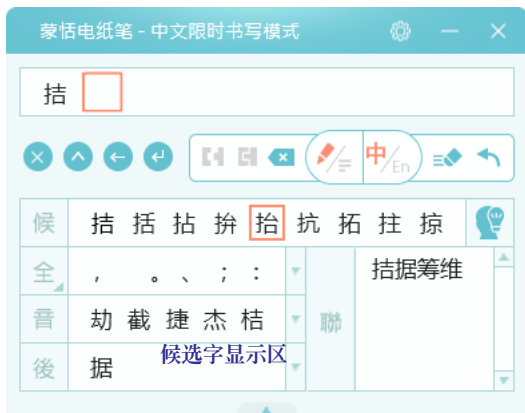 蒙恬电纸笔 - 中文限时书写模式
拮
中/En
候 拮 括 拈 拚 抬 抗 拓 拄 掠
全 , 。 、 ; :
拮据筹维
音 劫 截 捷 杰 桔
聯
候选字显示区
後 据